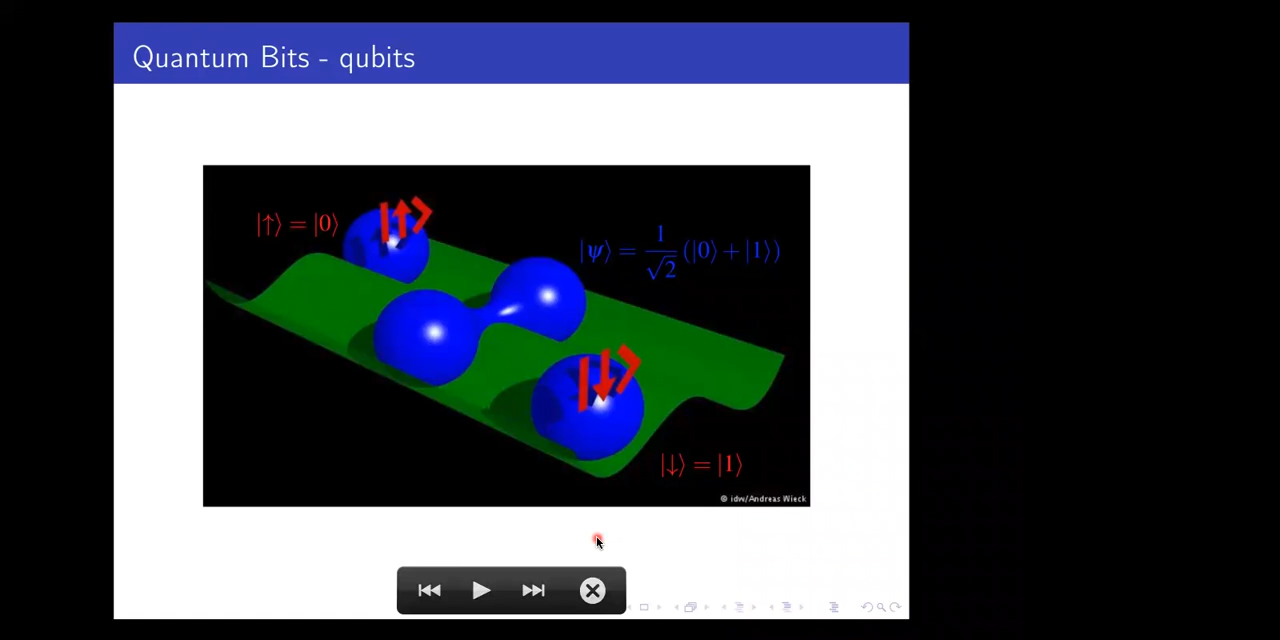 Quantum Bits - qubits
|↑⟩ = |0⟩
|↑⟩
|ψ⟩ = 1/√2 (|0⟩ + |1⟩)
|↓⟩
|↓⟩ = |1⟩
© idw/Andreas Wieck